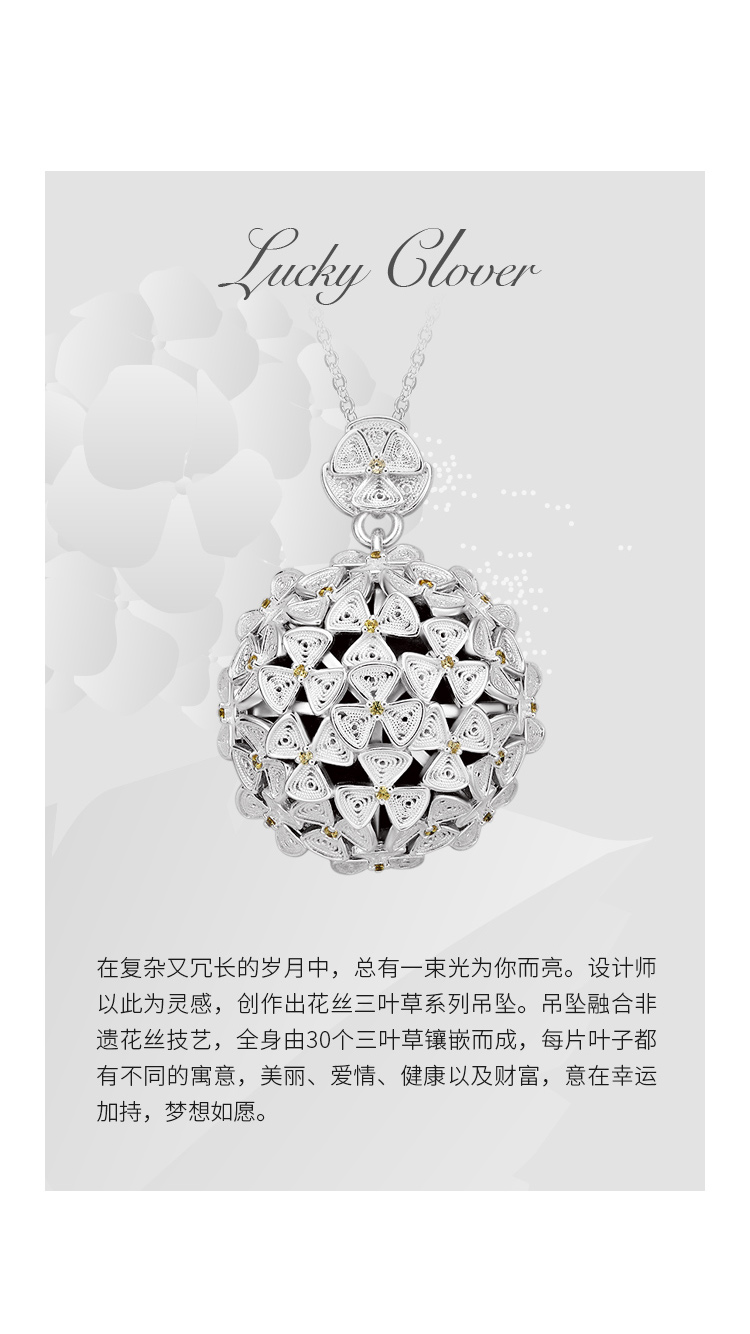 Lucky Clover
在复杂又冗长的岁月中，总有一束光为你而亮。设计师
以此为灵感，创作出花丝三叶草系列吊坠。吊坠融合非
遗花丝技艺，全身由30个三叶草镶嵌而成，每片叶子都
有不同的寓意，美丽、爱情、健康以及财富，意在幸运
加持，梦想如愿。